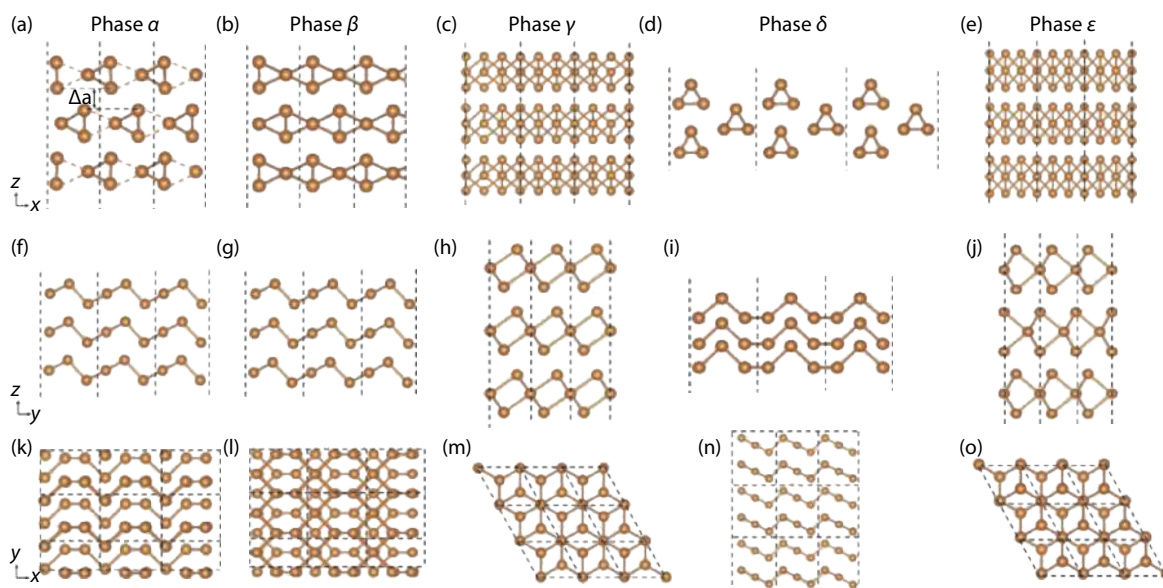 (a) Phase α
(b) Phase β
(c) Phase γ
(d) Phase δ
(e) Phase ε
Δa
z
x
(f)
(g)
(h)
(i)
(j)
z
y
(k)
(l)
(m)
(n)
(o)
y
x